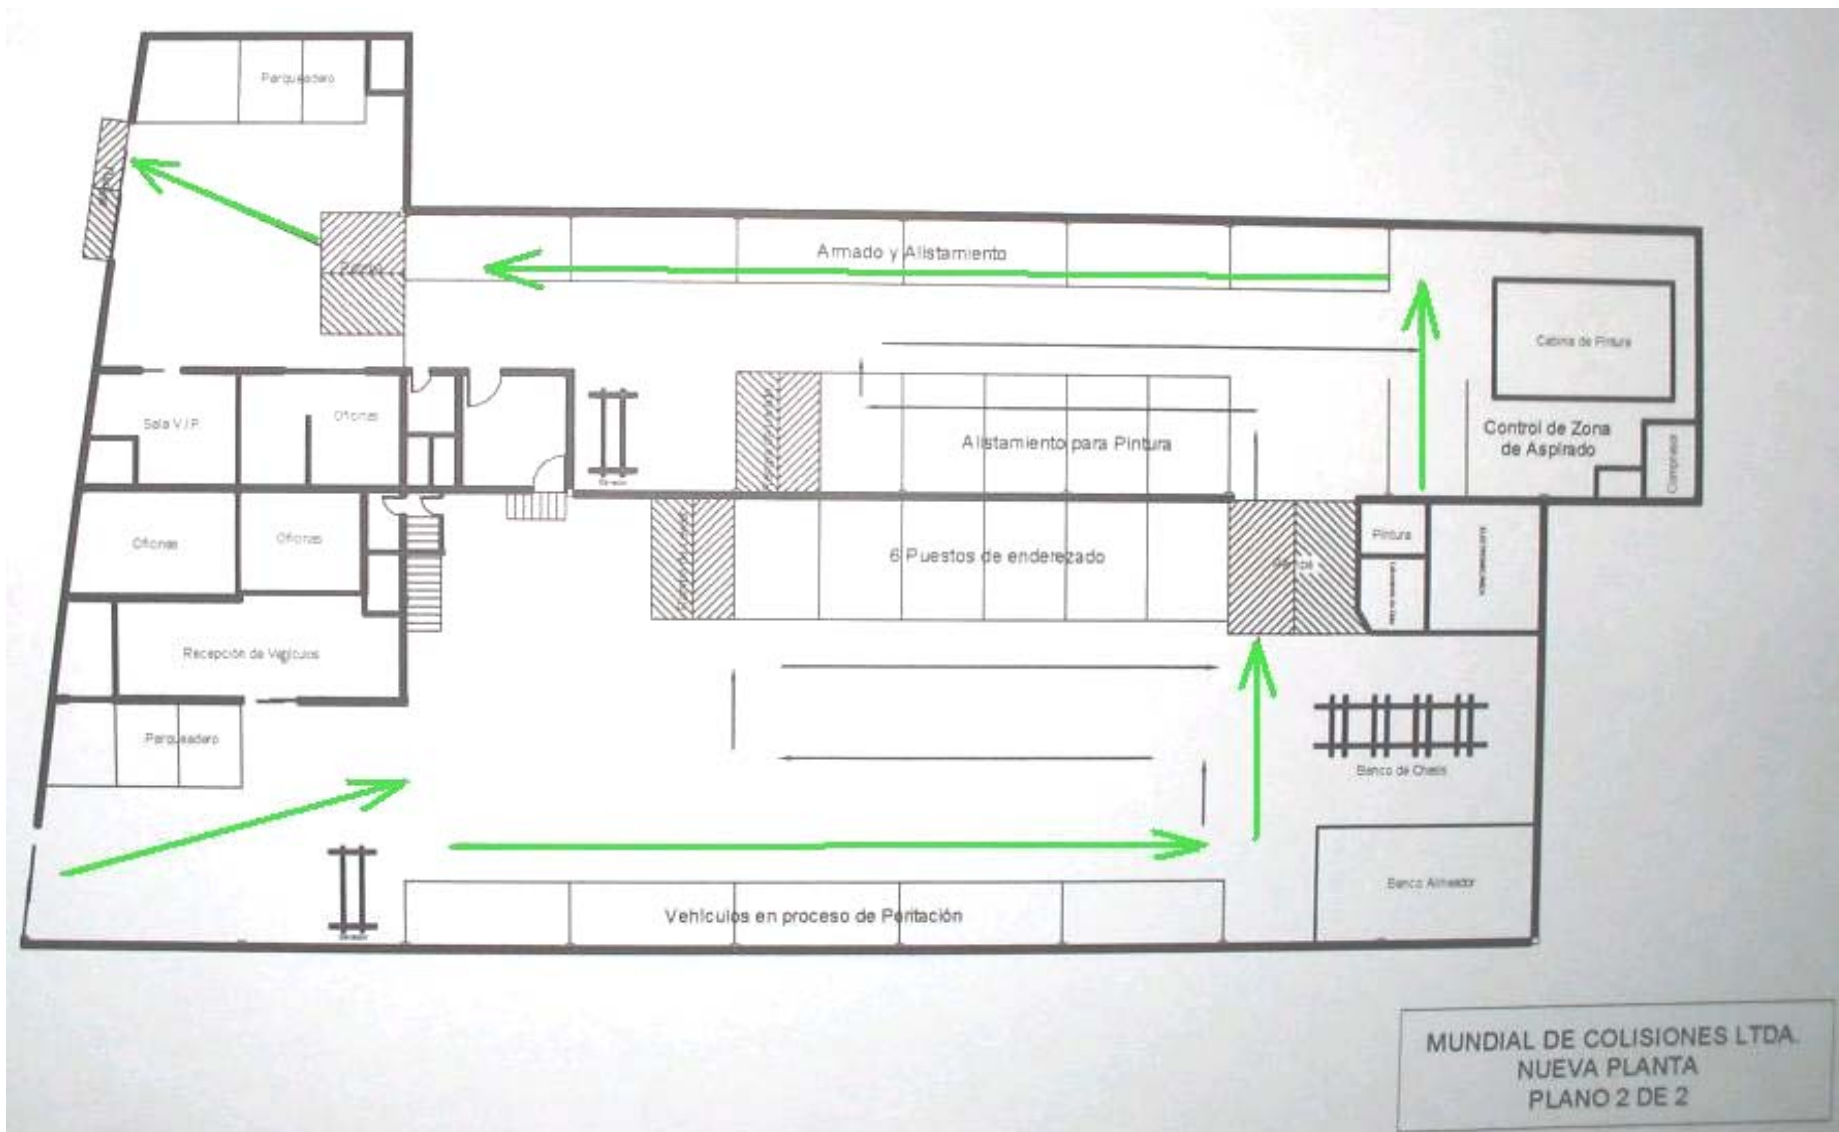 Parqueadero
Armado y Alistamiento
Cabina de Pintura
Sala V.I.P.
Oficinas
Control de Zona
de Aspirado
Compresor
Alistamiento para Pintura
Oficinas
Oficinas
6 Puestos de enderezado
Rampa
Pintura
Recepción de Vehículos
Parqueadero
Banco de Chasis
Banco Alineador
Vehículos en proceso de Peritación
MUNDIAL DE COLISIONES LTDA.
NUEVA PLANTA
PLANO 2 DE 2